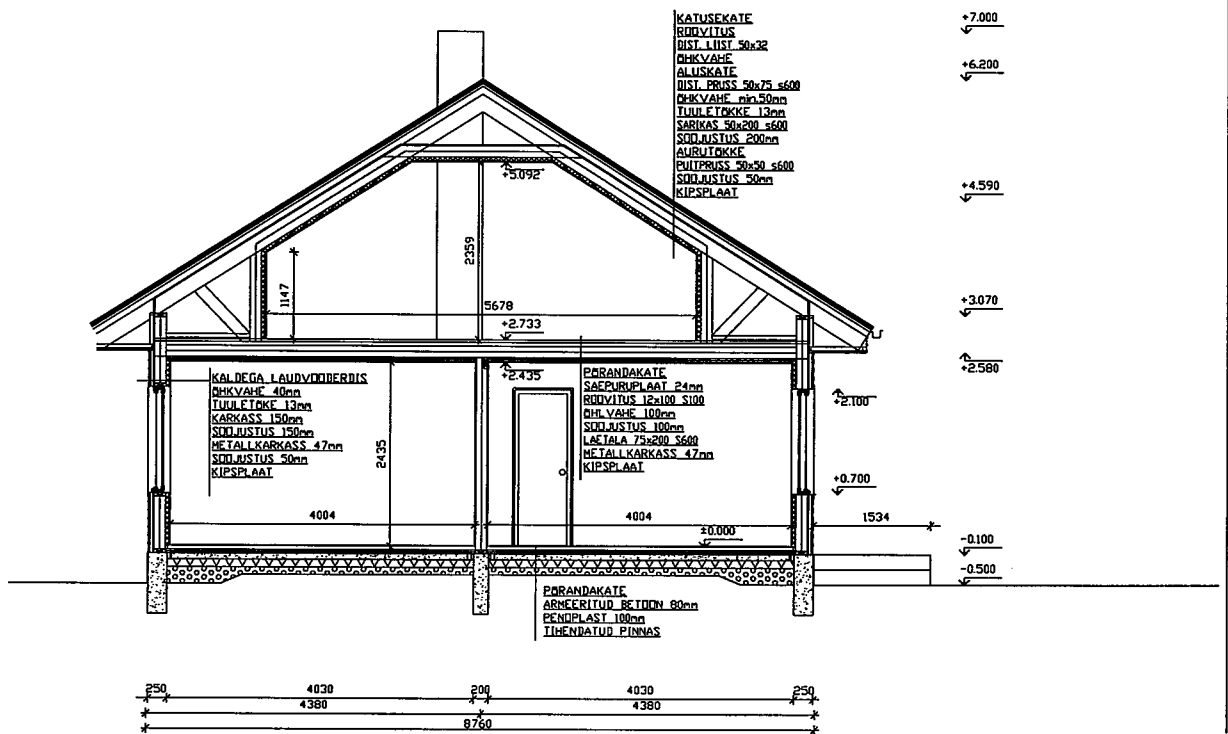 KATUSEKATE
ROOVITUS
DIST. LIIST 50x32
ÕHKVAHE
ALUSKATE
DIST. PRUSS 50x75 s600
ÕHKVAHE min.50mm
TUULETÕKKE 13mm
SARIKAS 50x200 s600
SOOJUSTUS 200mm
AURUTÕKKE
PUITPRUSS 50x50 s600
SOOJUSTUS 50mm
KIPSPLAAT
+7.000
+6.200
+4.590
+3.070
+2.580
+2.100
+0.700
-0.100
-0.500
+5.092
2359
1147
5678
+2.733
+2.435
KALDEGA LAUDVOODERDIS
ÕHKVAHE 40mm
TUULETÕKE 13mm
KARKASS 150mm
SOOJUSTUS 150mm
METALLKARKASS 47mm
SOOJUSTUS 50mm
KIPSPLAAT
2435
PÕRANDAKATE
SAEPURUPLAAT 24mm
ROOVITUS 12x100 S100
ÕHLVAHE 100mm
SOOJUSTUS 100mm
LAETALA 75x200 S600
METALLKARKASS 47mm
KIPSPLAAT
4004
4004
±0.000
1534
PÕRANDAKATE
ARMEERITUD BETOON 80mm
PENOPLAST 100mm
TIHENDATUD PINNAS
250 4030 200 4030 250
4380 4380
8760